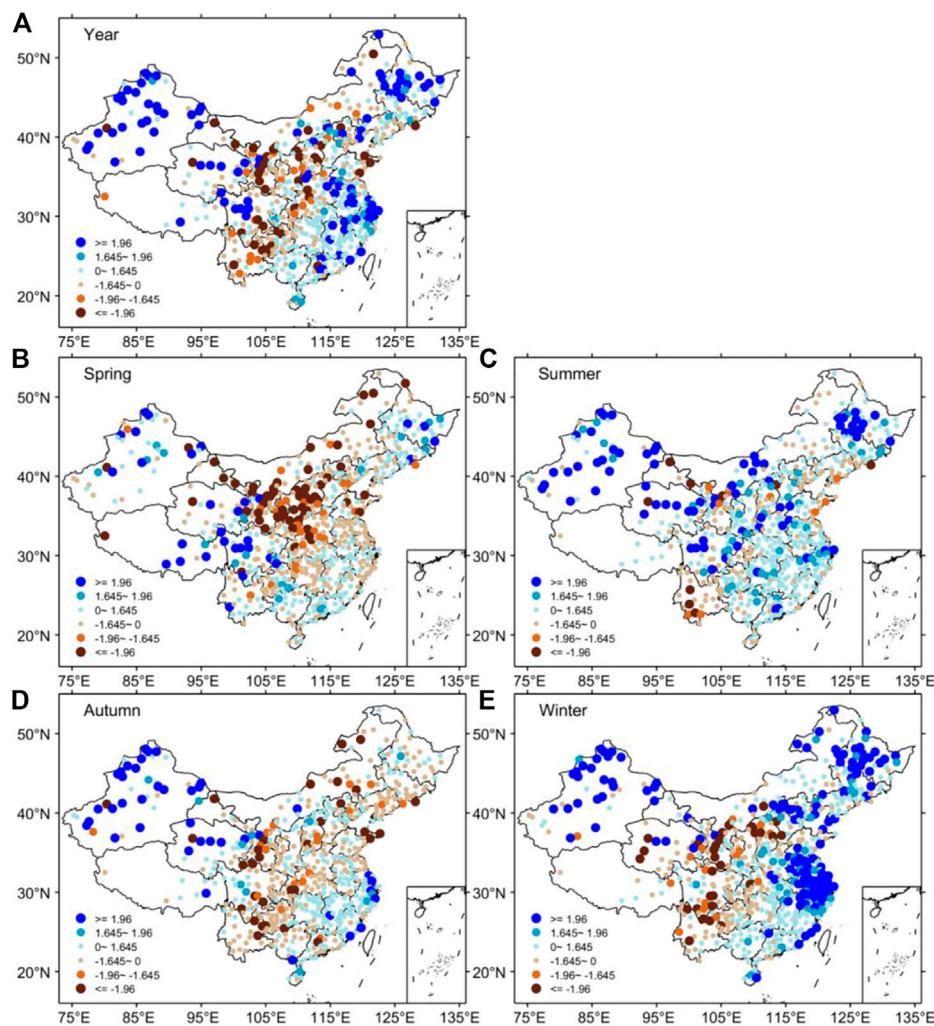 A
Year
50°N
40°N
30°N
20°N
>= 1.96
1.645~ 1.96
0~ 1.645
-1.645~ 0
-1.96~ -1.645
<= -1.96
75°E 85°E 95°E 105°E 115°E 125°E 135°E
B
Spring
50°N
40°N
30°N
20°N
>= 1.96
1.645~ 1.96
0~ 1.645
-1.645~ 0
-1.96~ -1.645
<= -1.96
C
Summer
>= 1.96
1.645~ 1.96
0~ 1.645
-1.645~ 0
-1.96~ -1.645
<= -1.96
75°E 85°E 95°E 105°E 115°E 125°E 135°E
D
Autumn
50°N
40°N
30°N
20°N
>= 1.96
1.645~ 1.96
0~ 1.645
-1.645~ 0
-1.96~ -1.645
<= -1.96
75°E 85°E 95°E 105°E 115°E 125°E 135°E
E
Winter
>= 1.96
1.645~ 1.96
0~ 1.645
-1.645~ 0
-1.96~ -1.645
<= -1.96
75°E 85°E 95°E 105°E 115°E 125°E 135°E